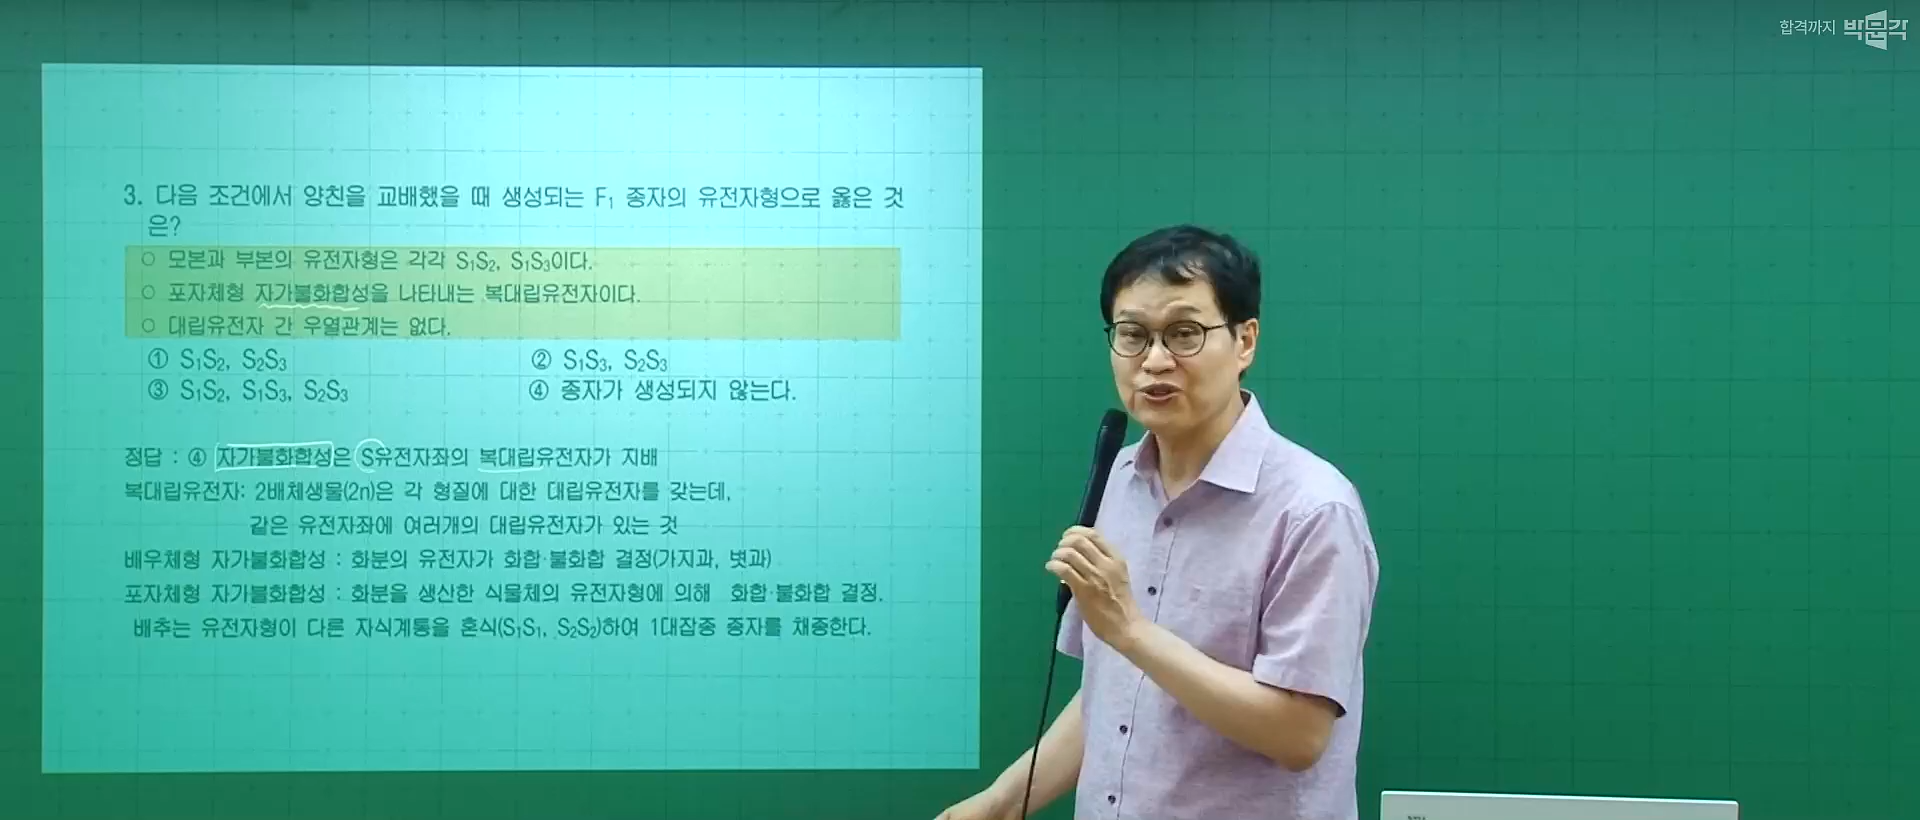 합격까지 박문각
3. 다음 조건에서 양친을 교배했을 때 생성되는 F₁ 종자의 유전자형으로 옳은 것
은?
○ 모본과 부본의 유전자형은 각각 S₁S₂, S₁S₃이다.
○ 포자체형 자가불화합성을 나타내는 복대립유전자이다.
○ 대립유전자 간 우열관계는 없다.
① S₁S₂, S₂S₃ ② S₁S₃, S₂S₃
③ S₁S₂, S₁S₃, S₂S₃ ④ 종자가 생성되지 않는다.
정답 : ④ 자가불화합성은 S유전자좌의 복대립유전자가 지배
복대립유전자: 2배체생물(2n)은 각 형질에 대한 대립유전자를 갖는데,
같은 유전자좌에 여러개의 대립유전자가 있는 것
배우체형 자가불화합성 : 화분의 유전자가 화합·불화합 결정(가지과, 볏과)
포자체형 자가불화합성 : 화분을 생산한 식물체의 유전자형에 의해 화합·불화합 결정.
배추는 유전자형이 다른 자식계통을 혼식(S₁S₁, S₂S₂)하여 1대잡종 종자를 채종한다.